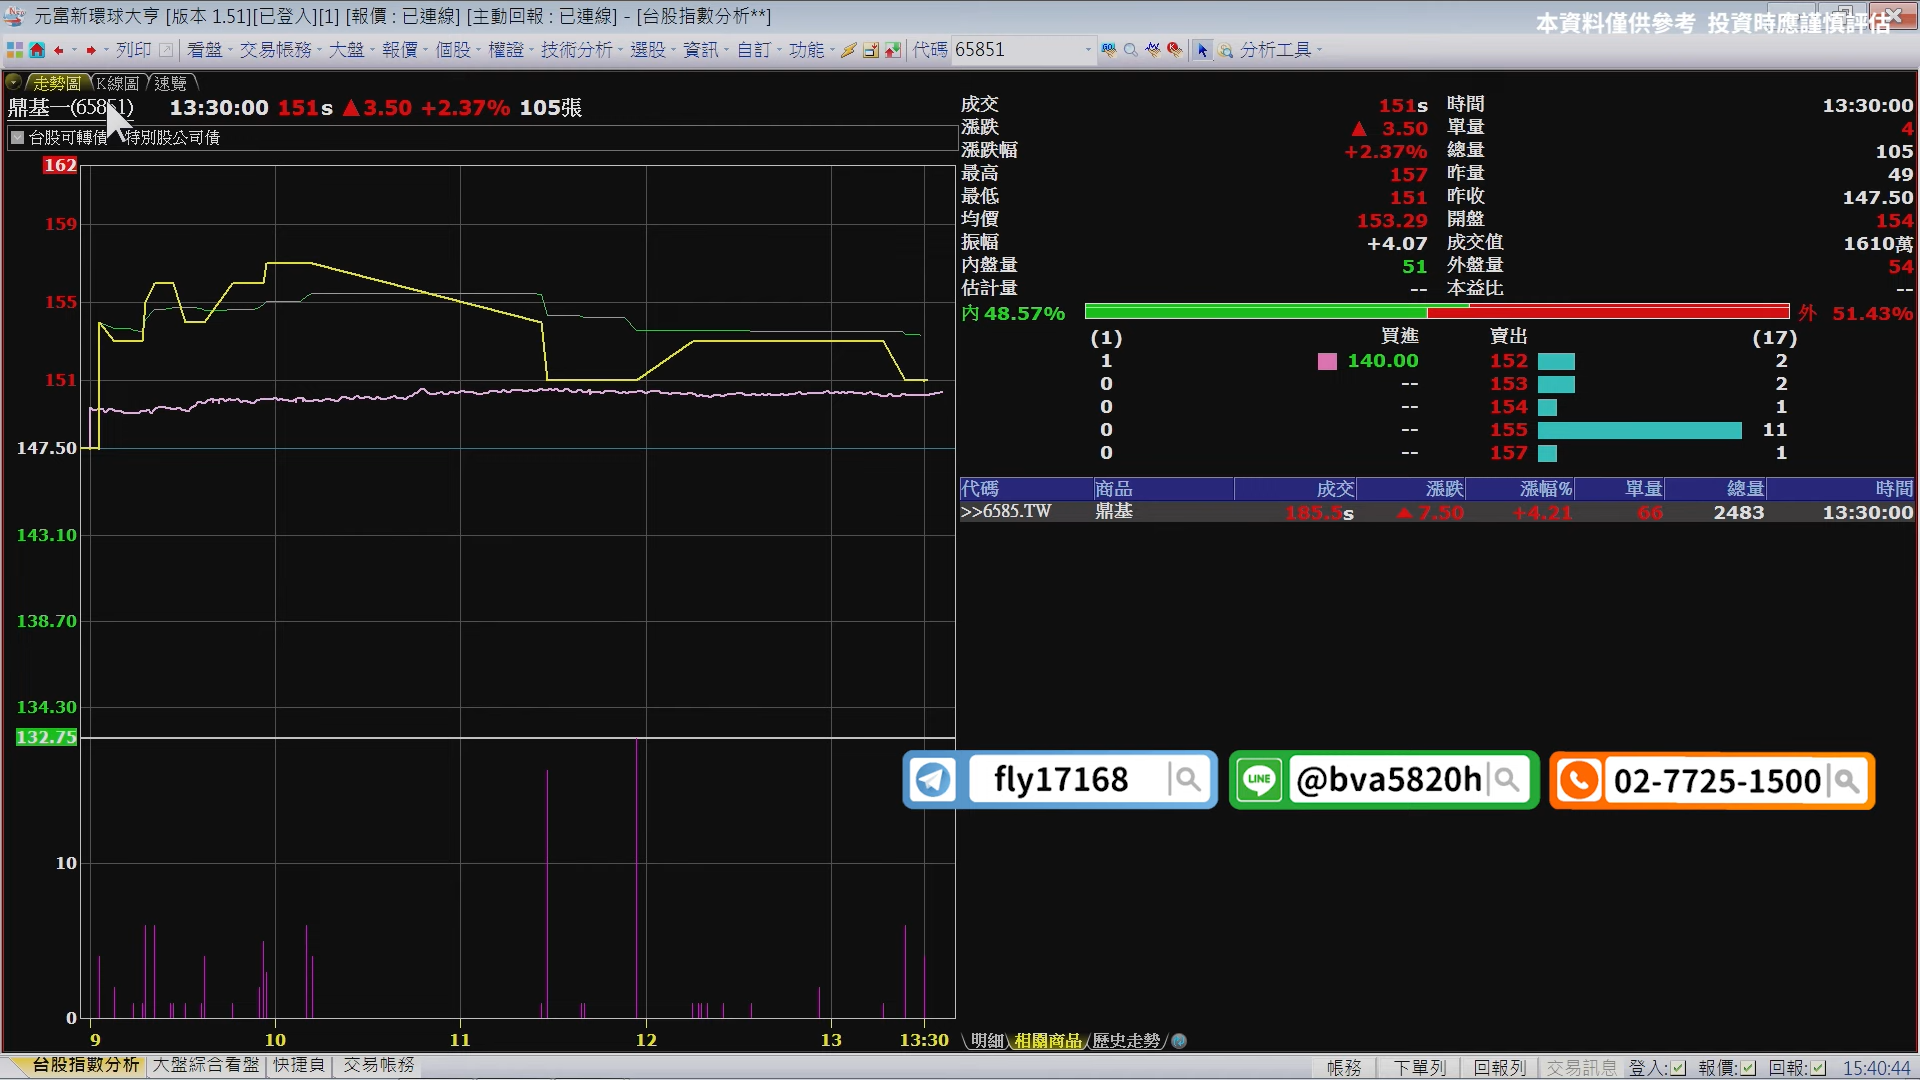 元富新環球大亨 [版本 1.51][已登入][1] [報價 : 已連線] [主動回報 : 已連線] - [台股指數分析**]
本資料僅供參考 投資時應謹慎評估
列印 看盤 交易帳務 大盤 報價 個股 權證 技術分析 選股 資訊 自訂 功能 代碼 65851 分析工具
走勢圖 K線圖 速覽
鼎基一(65851) 13:30:00 151s ▲3.50 +2.37% 105張
台股可轉債 特別股公司債
162
159
155
151
147.50
143.10
138.70
134.30
132.75
10
0
9 10 11 12 13 13:30
成交 151s 時間 13:30:00
漲跌 ▲ 3.50 單量 4
漲跌幅 +2.37% 總量 105
最高 157 昨量 49
最低 151 昨收 147.50
均價 153.29 開盤 154
振幅 +4.07 成交值 1610萬
內盤量 51 外盤量 54
估計量 -- 本益比 --
內 48.57% 外 51.43%
(1) 買進 賣出 (17)
1 140.00 152 2
0 -- 153 2
0 -- 154 1
0 -- 155 11
0 -- 157 1
代碼 商品 成交 漲跌 漲幅% 單量 總量 時間
>>6585.TW 鼎基 185.5s ▲7.50 +4.21 66 2483 13:30:00
fly17168
LINE @bva5820h
02-7725-1500
明細 相關商品 歷史走勢
台股指數分析 大盤綜合看盤 快捷頁 交易帳務
帳務 下單列 回報列 交易訊息 登入: 報價: 回報: 15:40:44